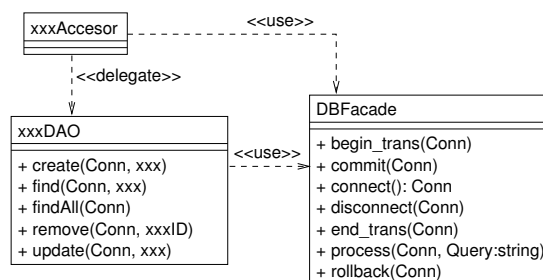 xxxAccesor
<<use>>
<<delegate>>
xxxDAO
+ create(Conn, xxx)
+ find(Conn, xxx)
+ findAll(Conn)
+ remove(Conn, xxxID)
+ update(Conn, xxx)
<<use>>
DBFacade
+ begin_trans(Conn)
+ commit(Conn)
+ connect(): Conn
+ disconnect(Conn)
+ end_trans(Conn)
+ process(Conn, Query:string)
+ rollback(Conn)